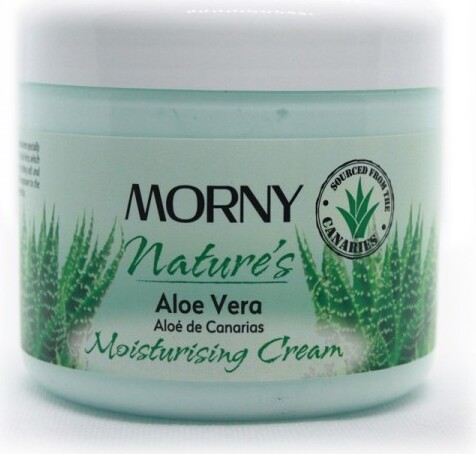 MORNY
Nature's
Aloe Vera
Aloé de Canarias
Moisturising Cream
SOURCED FROM THE
CANARIES